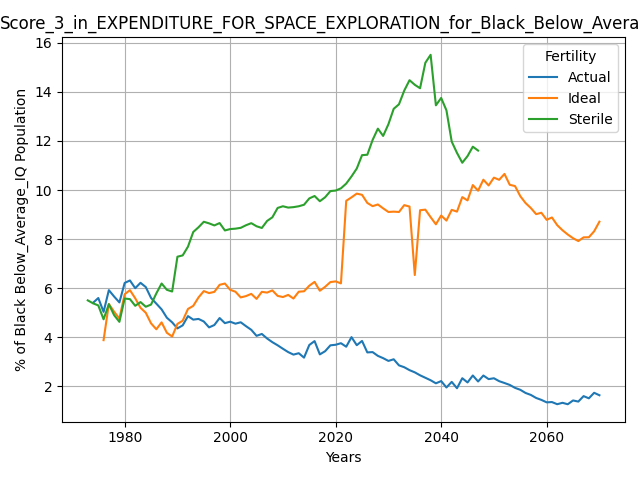 Score_3_in_EXPENDITURE_FOR_SPACE_EXPLORATION_for_Black_Below_Avera
% of Black Below_Average_IQ Population
16
14
12
10
8
6
4
2
Fertility
Actual
Ideal
Sterile
1980 2000 2020 2040 2060
Years